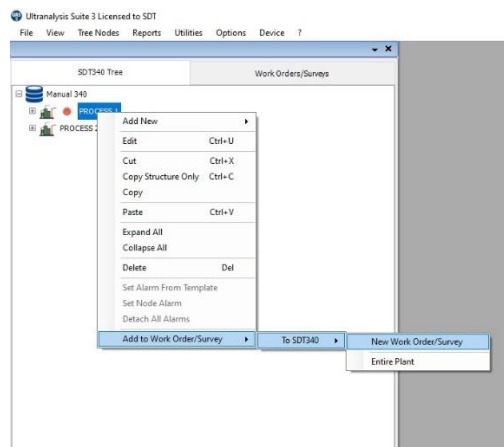 Ultranalysis Suite 3 Licensed to SDT
File View Tree Nodes Reports Utilities Options Device ?
SDT340 Tree Work Orders/Surveys
Manual 340
PROCESS 1
PROCESS 2
Add New
Edit Ctrl+U
Cut Ctrl+X
Copy Structure Only Ctrl+C
Copy
Paste Ctrl+V
Expand All
Collapse All
Delete Del
Set Alarm From Template
Set Node Alarm
Detach All Alarms
Add to Work Order/Survey To SDT340 New Work Order/Survey
Entire Plant